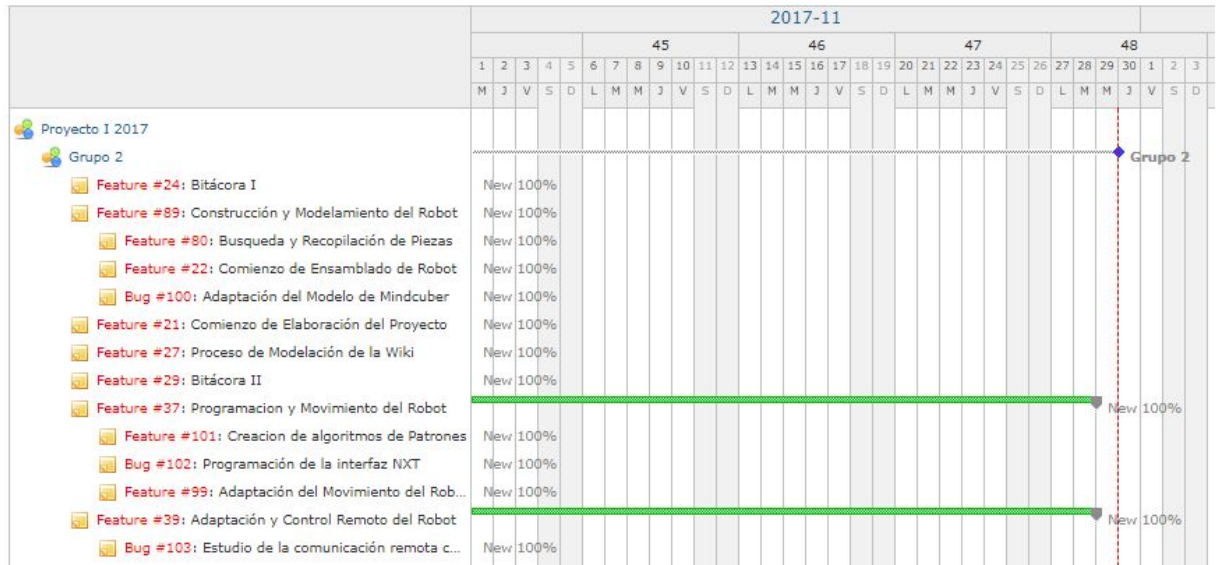 2017-11
45 46 47 48
1 2 3 4 5 6 7 8 9 10 11 12 13 14 15 16 17 18 19 20 21 22 23 24 25 26 27 28 29 30 1 2 3
M J V S D L M M J V S D L M M J V S D L M M J V S D L M M J V S D
Proyecto I 2017
Grupo 2 Grupo 2
Feature #24: Bitácora I New 100%
Feature #89: Construcción y Modelamiento del Robot New 100%
Feature #80: Busqueda y Recopilación de Piezas New 100%
Feature #22: Comienzo de Ensamblado de Robot New 100%
Bug #100: Adaptación del Modelo de Mindcuber New 100%
Feature #21: Comienzo de Elaboración del Proyecto New 100%
Feature #27: Proceso de Modelación de la Wiki New 100%
Feature #29: Bitácora II New 100%
Feature #37: Programacion y Movimiento del Robot New 100%
Feature #101: Creacion de algoritmos de Patrones New 100%
Bug #102: Programación de la interfaz NXT New 100%
Feature #99: Adaptación del Movimiento del Rob... New 100%
Feature #39: Adaptación y Control Remoto del Robot New 100%
Bug #103: Estudio de la comunicación remota c... New 100%